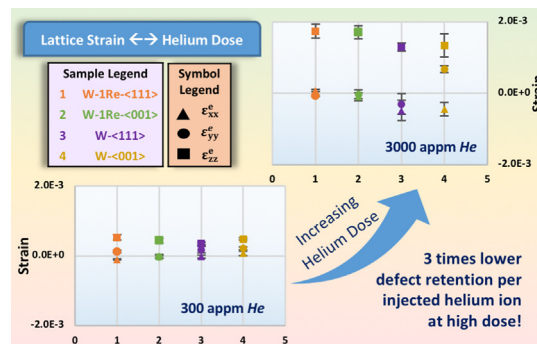 Lattice Strain ←→ Helium Dose
Sample Legend
1 W-1Re-<111>
2 W-1Re-<001>
3 W-<111>
4 W-<001>
Symbol
Legend
▲ εᵉxx
● εᵉyy
■ εᵉzz
2.0E-3
0.0E+0
-2.0E-3
Strain
3000 appm He
0 1 2 3 4 5
2.0E-3
0.0E+0
-2.0E-3
Strain
300 appm He
0 1 2 3 4 5
Increasing
Helium Dose
3 times lower
defect retention per
injected helium ion
at high dose!